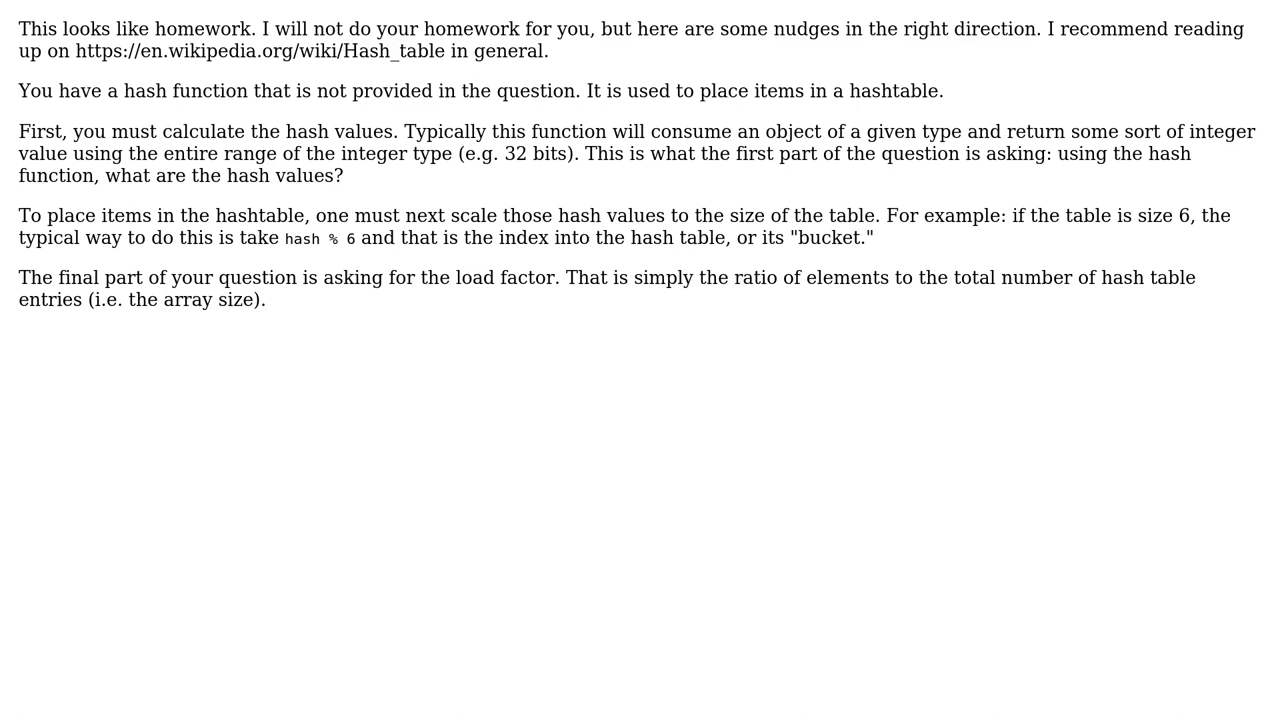 This looks like homework. I will not do your homework for you, but here are some nudges in the right direction. I recommend reading
up on https://en.wikipedia.org/wiki/Hash_table in general.
You have a hash function that is not provided in the question. It is used to place items in a hashtable.
First, you must calculate the hash values. Typically this function will consume an object of a given type and return some sort of integer
value using the entire range of the integer type (e.g. 32 bits). This is what the first part of the question is asking: using the hash
function, what are the hash values?
To place items in the hashtable, one must next scale those hash values to the size of the table. For example: if the table is size 6, the
typical way to do this is take hash % 6 and that is the index into the hash table, or its "bucket."
The final part of your question is asking for the load factor. That is simply the ratio of elements to the total number of hash table
entries (i.e. the array size).